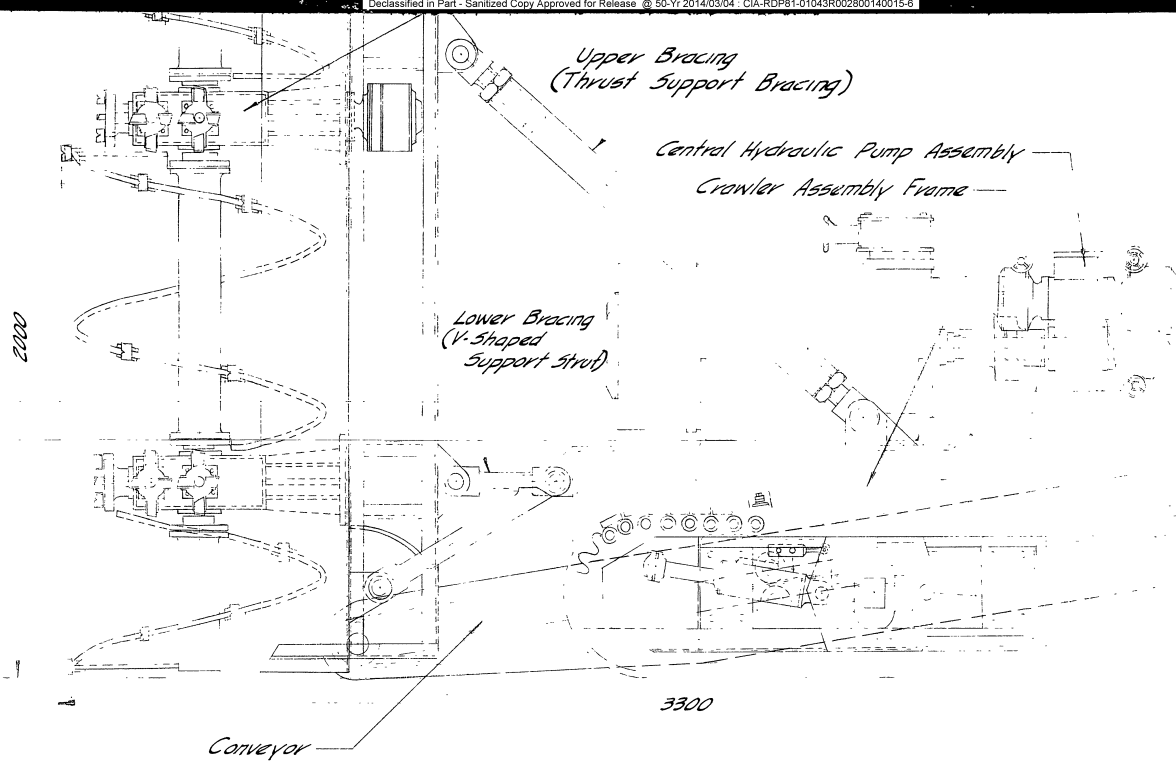 Declassified in Part - Sanitized Copy Approved for Release @ 50-Yr 2014/03/04 : CIA-RDP81-01043R002800140015-6
Upper Bracing
(Thrust Support Bracing)
Central Hydraulic Pump Assembly
Crawler Assembly Frame
2000
Lower Bracing
(V-Shaped
Support Strut)
3300
Conveyor